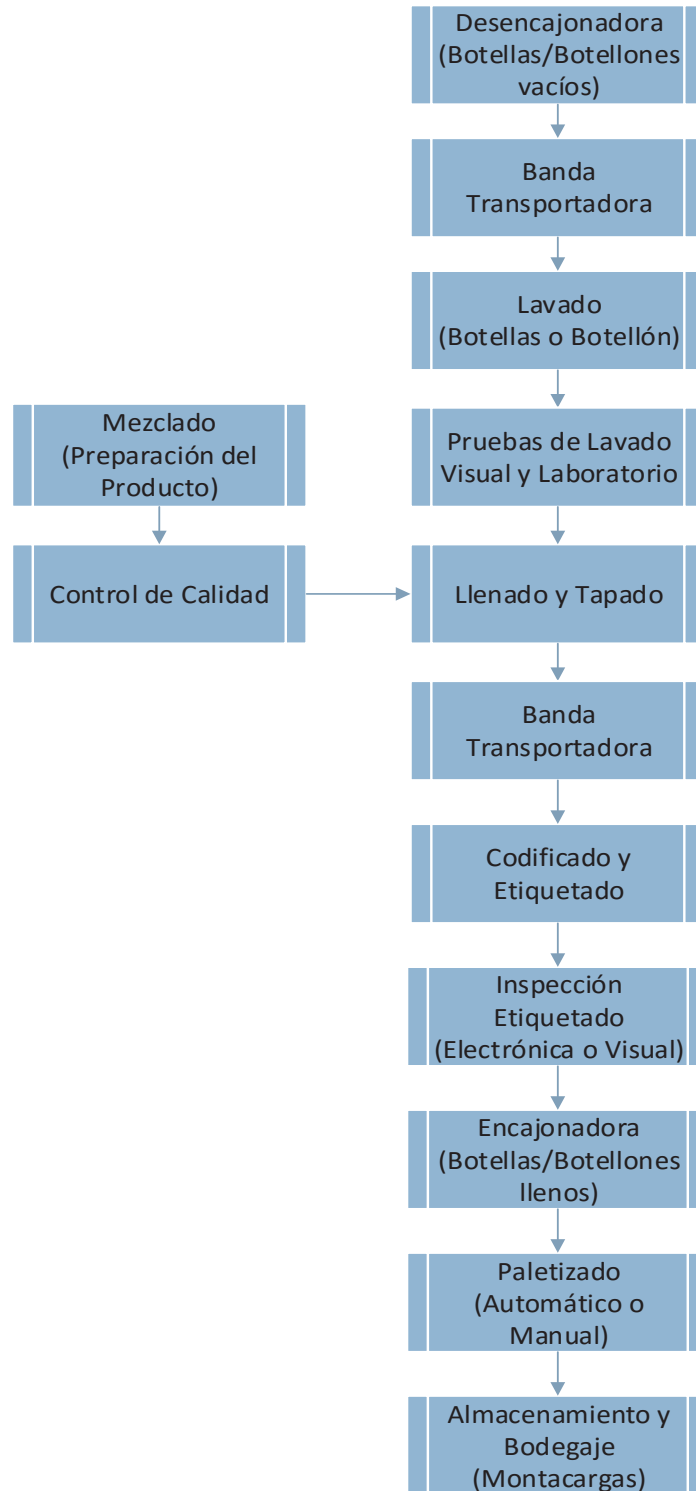 Desencajonadora
(Botellas/Botellones
vacíos)
Banda
Transportadora
Lavado
(Botellas o Botellón)
Mezclado
(Preparación del
Producto)
Pruebas de Lavado
Visual y Laboratorio
Control de Calidad
Llenado y Tapado
Banda
Transportadora
Codificado y
Etiquetado
Inspección
Etiquetado
(Electrónica o Visual)
Encajonadora
(Botellas/Botellones
llenos)
Paletizado
(Automático o
Manual)
Almacenamiento y
Bodegaje
(Montacargas)